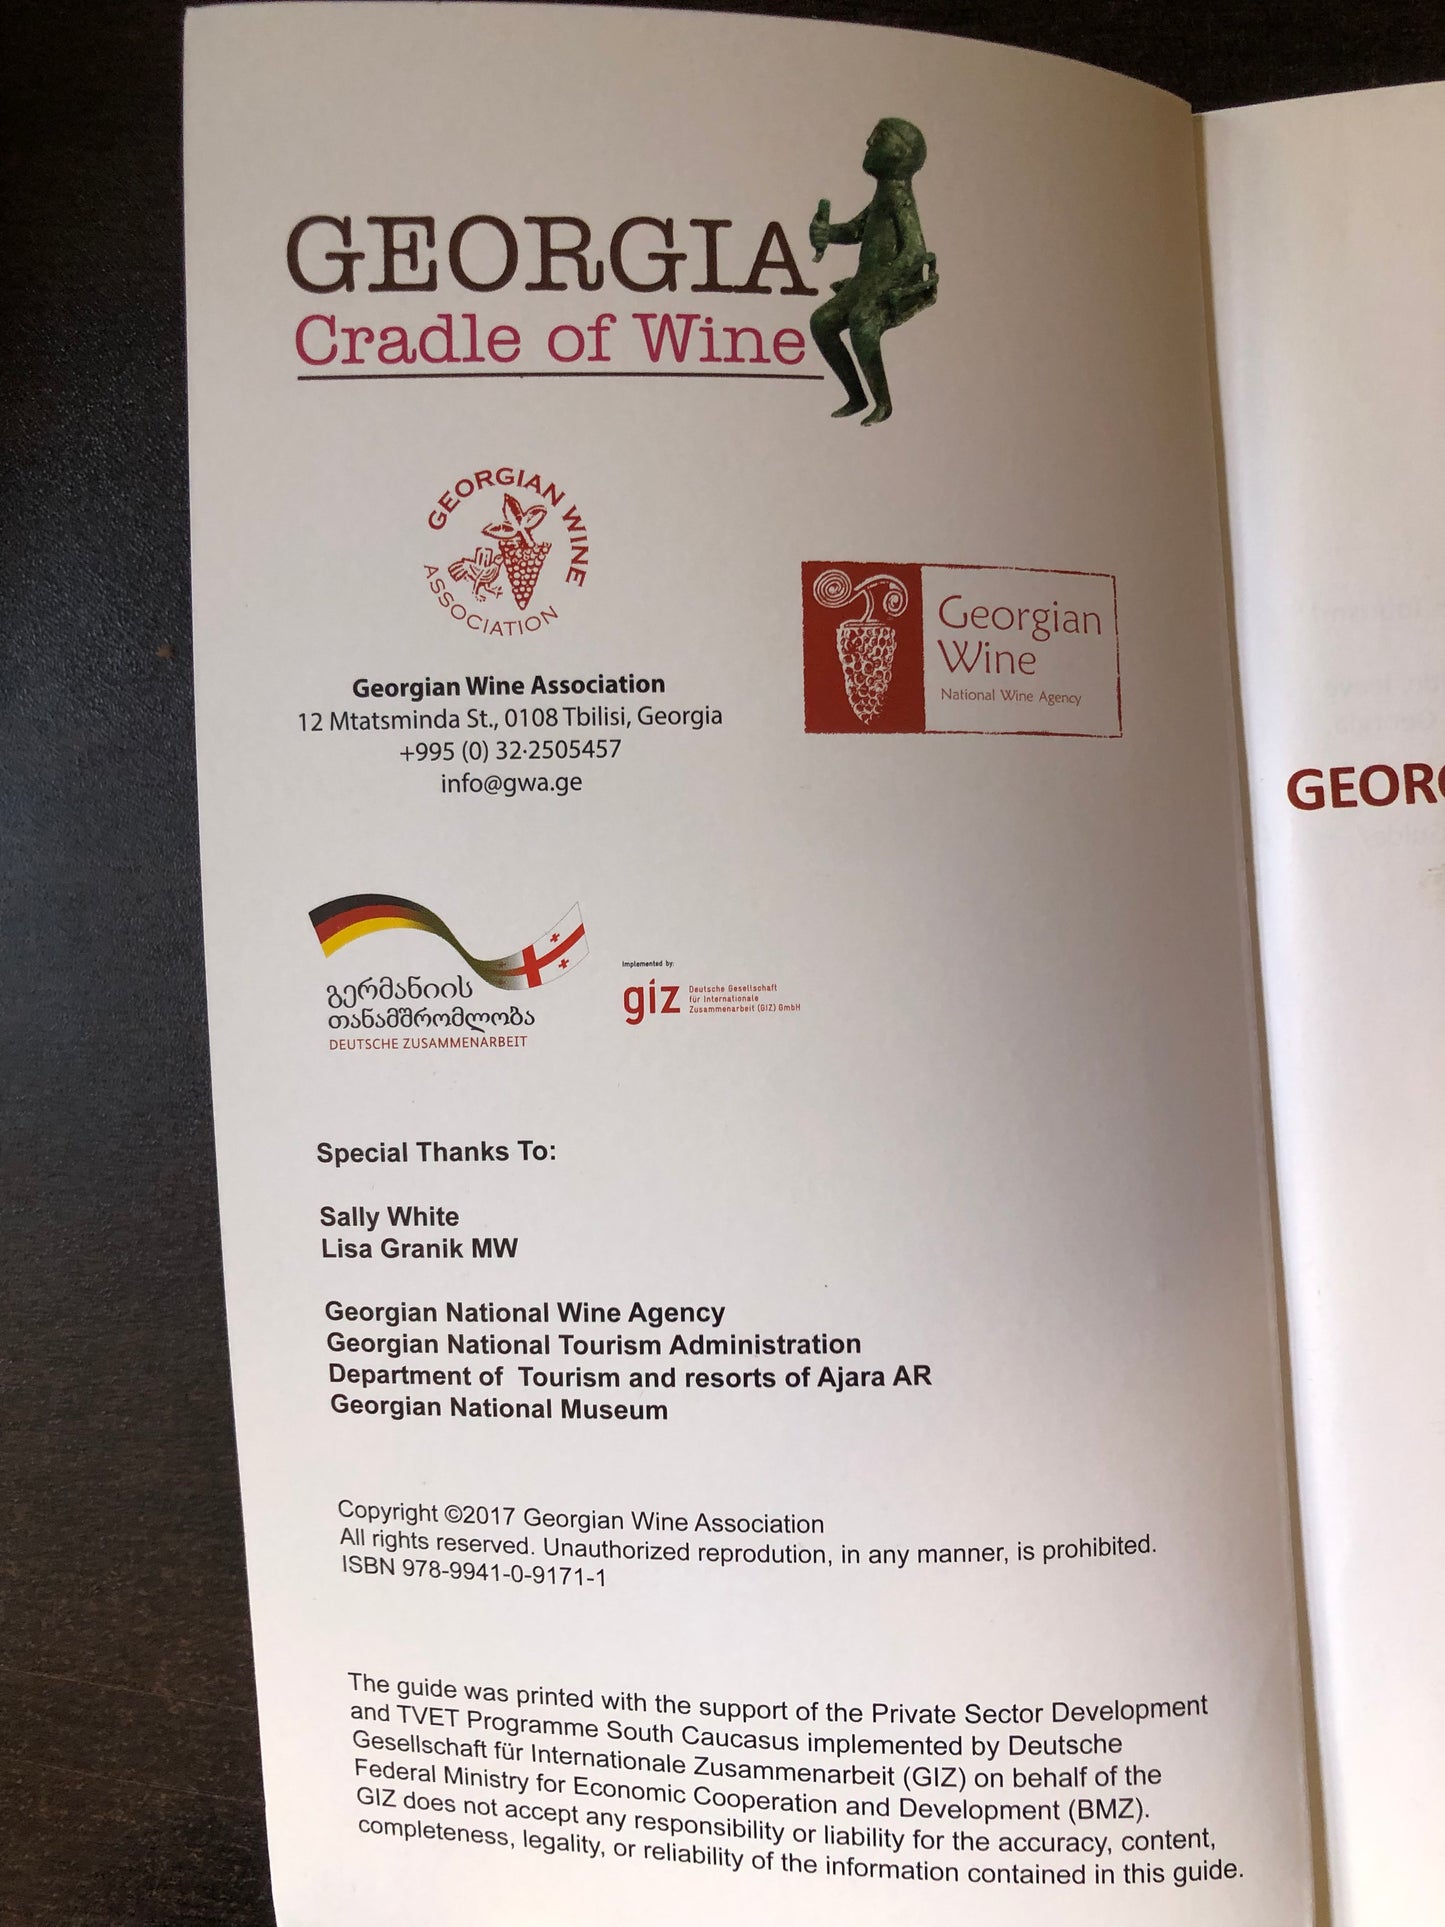 GEORGIA
Cradle of Wine
GEORGIAN WINE
ASSOCIATION
Georgian Wine Association
12 Mtatsminda St., 0108 Tbilisi, Georgia
+995 (0) 32·2505457
info@gwa.ge
Georgian
Wine
National Wine Agency
გერმანიის
თანამშრომლობა
DEUTSCHE ZUSAMMENARBEIT
Implemented by:
giz
Deutsche Gesellschaft
für Internationale
Zusammenarbeit (GIZ) GmbH
Special Thanks To:
Sally White
Lisa Granik MW
Georgian National Wine Agency
Georgian National Tourism Administration
Department of Tourism and resorts of Ajara AR
Georgian National Museum
Copyright ©2017 Georgian Wine Association
All rights reserved. Unauthorized reprodution, in any manner, is prohibited.
ISBN 978-9941-0-9171-1
The guide was printed with the support of the Private Sector Development
and TVET Programme South Caucasus implemented by Deutsche
Gesellschaft für Internationale Zusammenarbeit (GIZ) on behalf of the
Federal Ministry for Economic Cooperation and Development (BMZ).
GIZ does not accept any responsibility or liability for the accuracy, content,
completeness, legality, or reliability of the information contained in this guide.